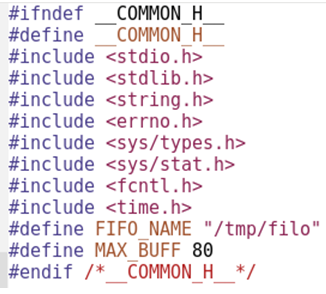 #ifndef __COMMON_H__
#define __COMMON_H__
#include <stdio.h>
#include <stdlib.h>
#include <string.h>
#include <errno.h>
#include <sys/types.h>
#include <sys/stat.h>
#include <fcntl.h>
#include <time.h>
#define FIFO_NAME "/tmp/filo"
#define MAX_BUFF 80
#endif /*__COMMON_H__*/